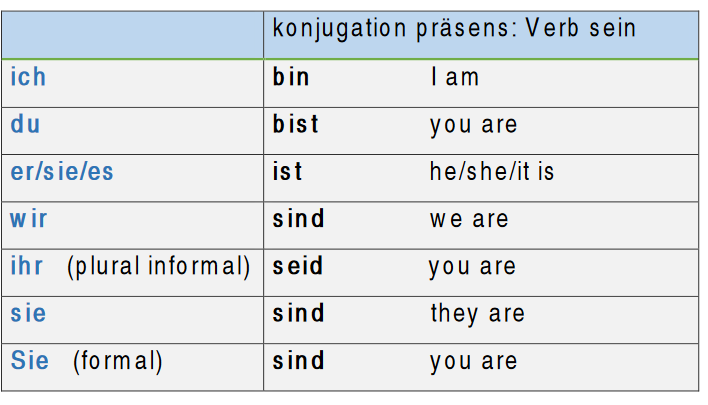 konjugation präsens: Verb sein
ich bin I am
du bist you are
er/sie/es ist he/she/it is
wir sind we are
ihr (plural informal) seid you are
sie sind they are
Sie (formal) sind you are